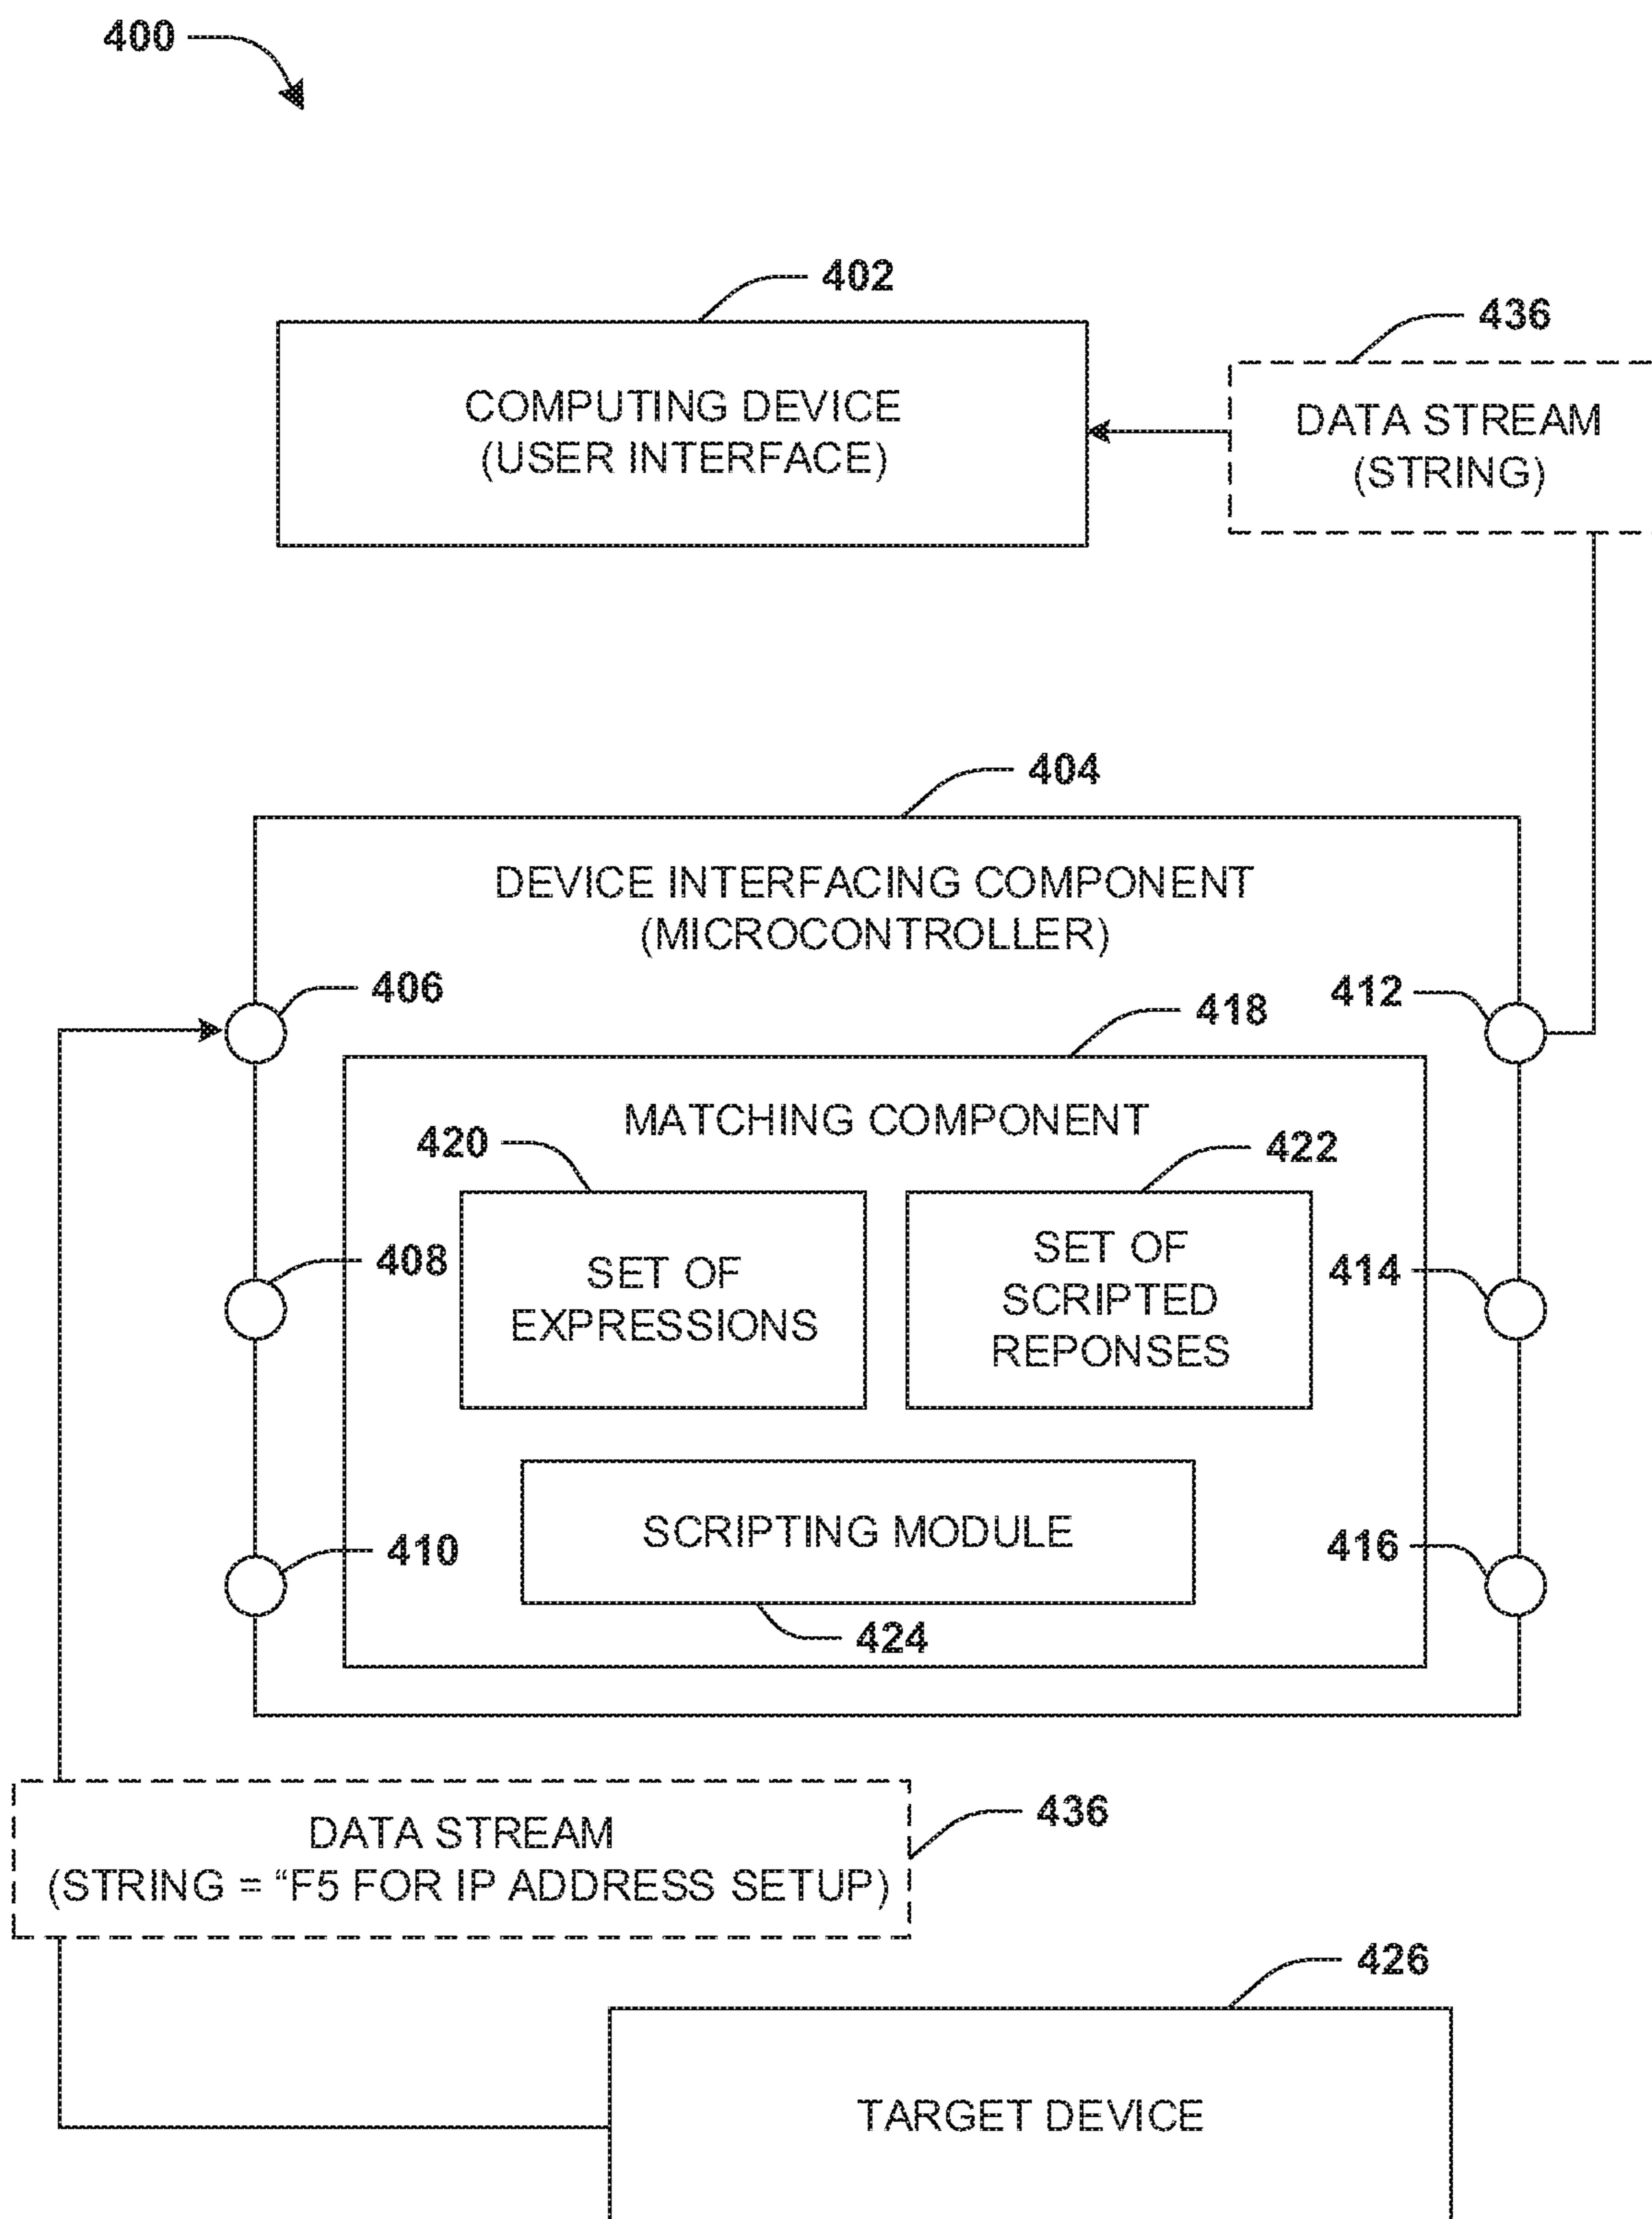 400
402
436
COMPUTING DEVICE
(USER INTERFACE)
DATA STREAM
(STRING)
404
DEVICE INTERFACING COMPONENT
(MICROCONTROLLER)
406
412
418
MATCHING COMPONENT
420
422
408
SET OF
EXPRESSIONS
SET OF
SCRIPTED
REPONSES
414
410
SCRIPTING MODULE
416
424
DATA STREAM
(STRING = “F5 FOR IP ADDRESS SETUP)
436
426
TARGET DEVICE